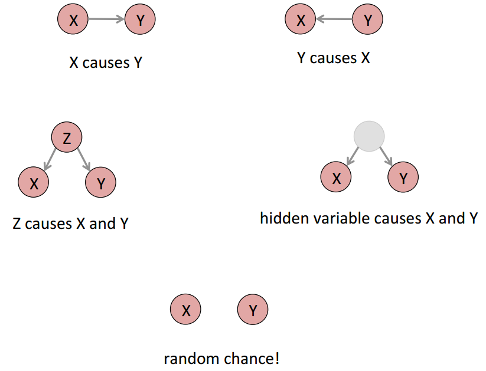 X Y
X causes Y
X Y
Y causes X
Z
X Y
Z causes X and Y
X Y
hidden variable causes X and Y
X Y
random chance!